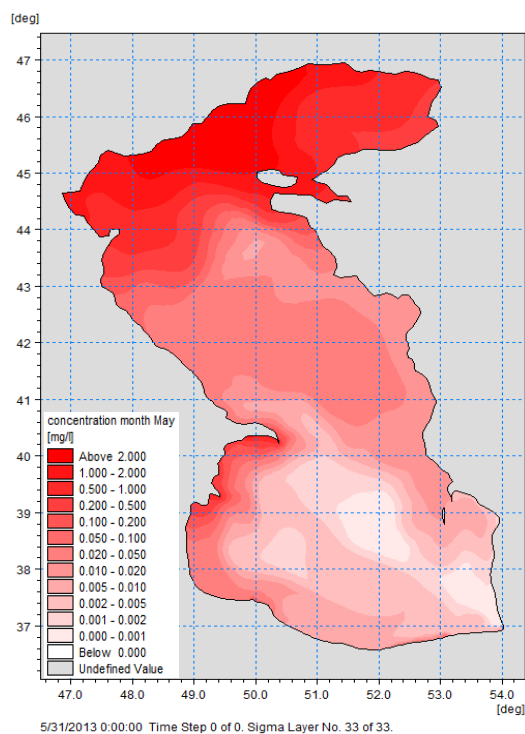 [deg]
47
46
45
44
43
42
41
40
39
38
37
concentration month May
[mg/l]
Above 2.000
1.000 - 2.000
0.500 - 1.000
0.200 - 0.500
0.100 - 0.200
0.050 - 0.100
0.020 - 0.050
0.010 - 0.020
0.005 - 0.010
0.002 - 0.005
0.001 - 0.002
0.000 - 0.001
Below 0.000
Undefined Value
47.0 48.0 49.0 50.0 51.0 52.0 53.0 54.0
[deg]
5/31/2013 0:00:00 Time Step 0 of 0. Sigma Layer No. 33 of 33.